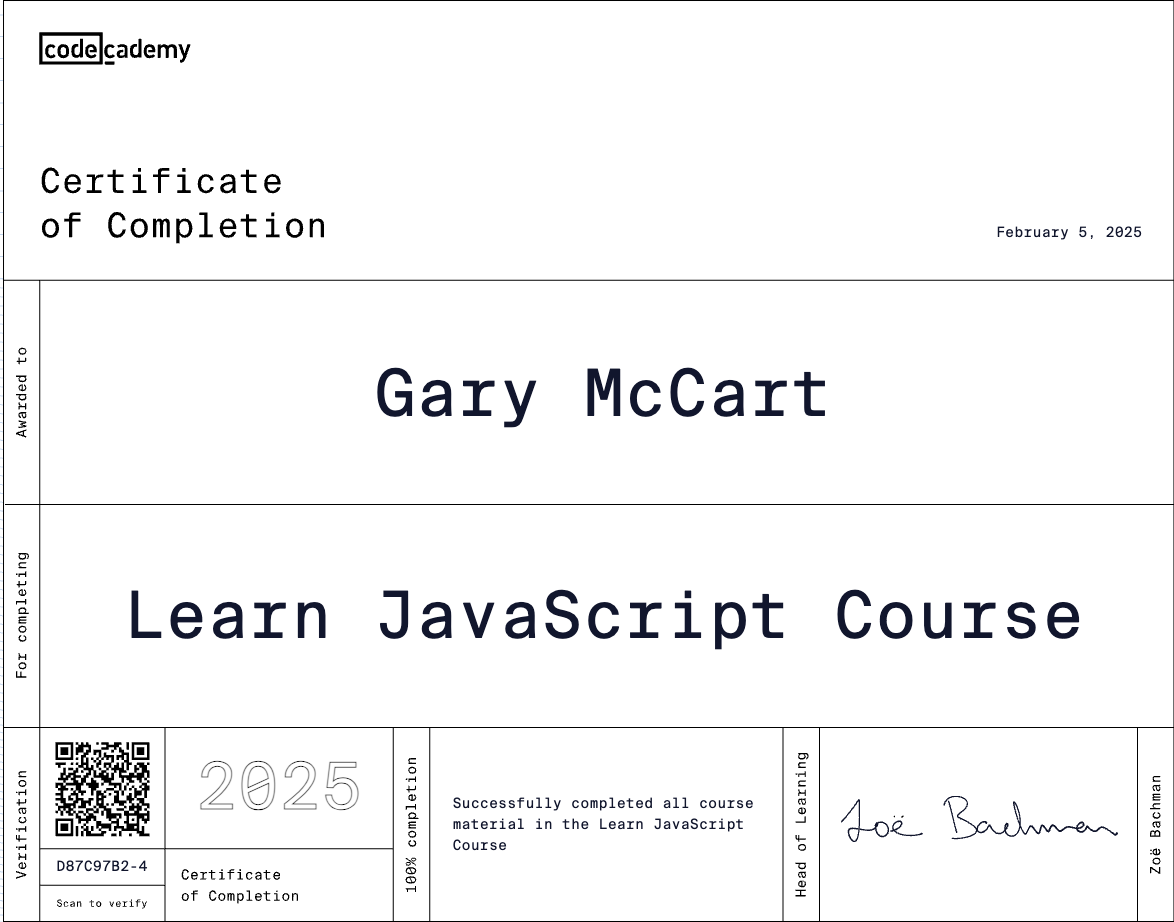 codecademy
Certificate
of Completion
February 5, 2025
Awarded to
Gary McCart
For completing
Learn JavaScript Course
Verification
D87C97B2-4
Scan to verify
2025
Certificate
of Completion
100% completion
Successfully completed all course
material in the Learn JavaScript
Course
Head of Learning
Zoë Bachman
Zoë Bachman